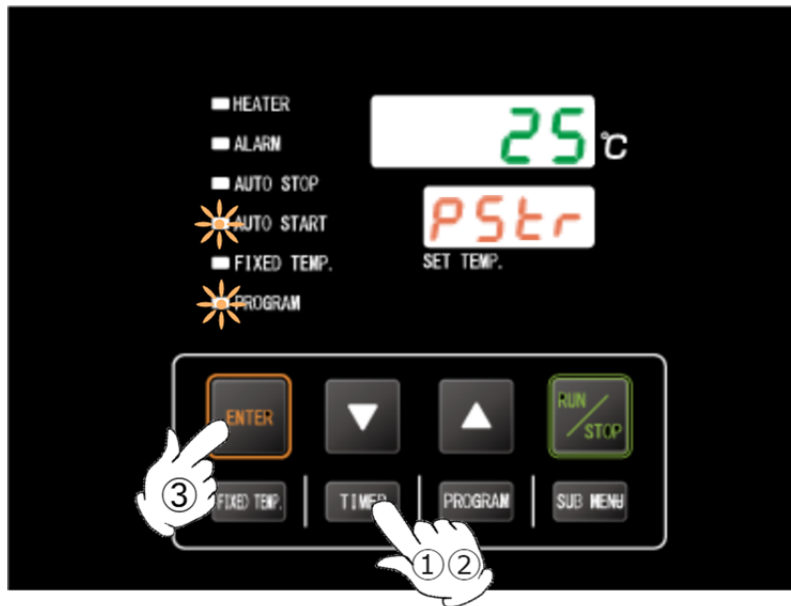 HEATER
25 ℃
ALARM
AUTO STOP
AUTO START
PStr
FIXED TEMP.
SET TEMP.
PROGRAM
ENTER
▼
▲
RUN/STOP
③
FIXED TEMP.
TIMER
PROGRAM
SUB MENU
①②